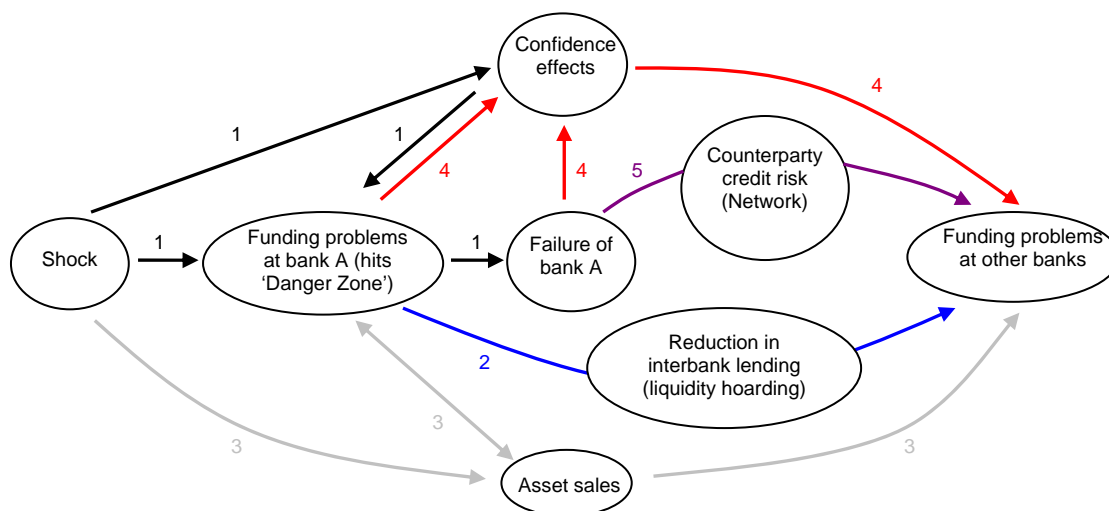 Confidence
effects
4
1
1
4
4
5
Counterparty
credit risk
(Network)
Shock
1
Funding problems
at bank A (hits
‘Danger Zone’)
1
Failure of
bank A
Funding problems
at other banks
2
Reduction in
interbank lending
(liquidity hoarding)
3
3
3
Asset sales